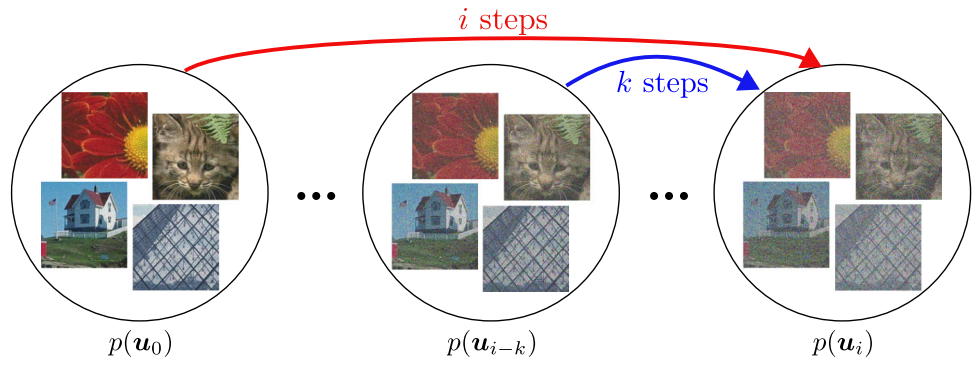 i steps
k steps
p(u₀)
p(uᵢ₋ₖ)
p(uᵢ)